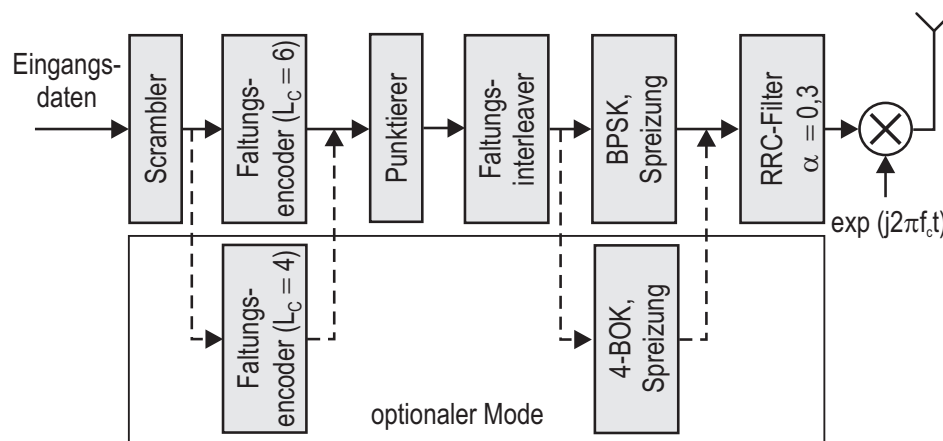 Eingangs-
daten
Scrambler
Faltungs-
encoder (L_C = 6)
Punktierer
Faltungs-
interleaver
BPSK,
Spreizung
RRC-Filter
α = 0,3
exp (j2πf_ct)
Faltungs-
encoder (L_C = 4)
4-BOK,
Spreizung
optionaler Mode